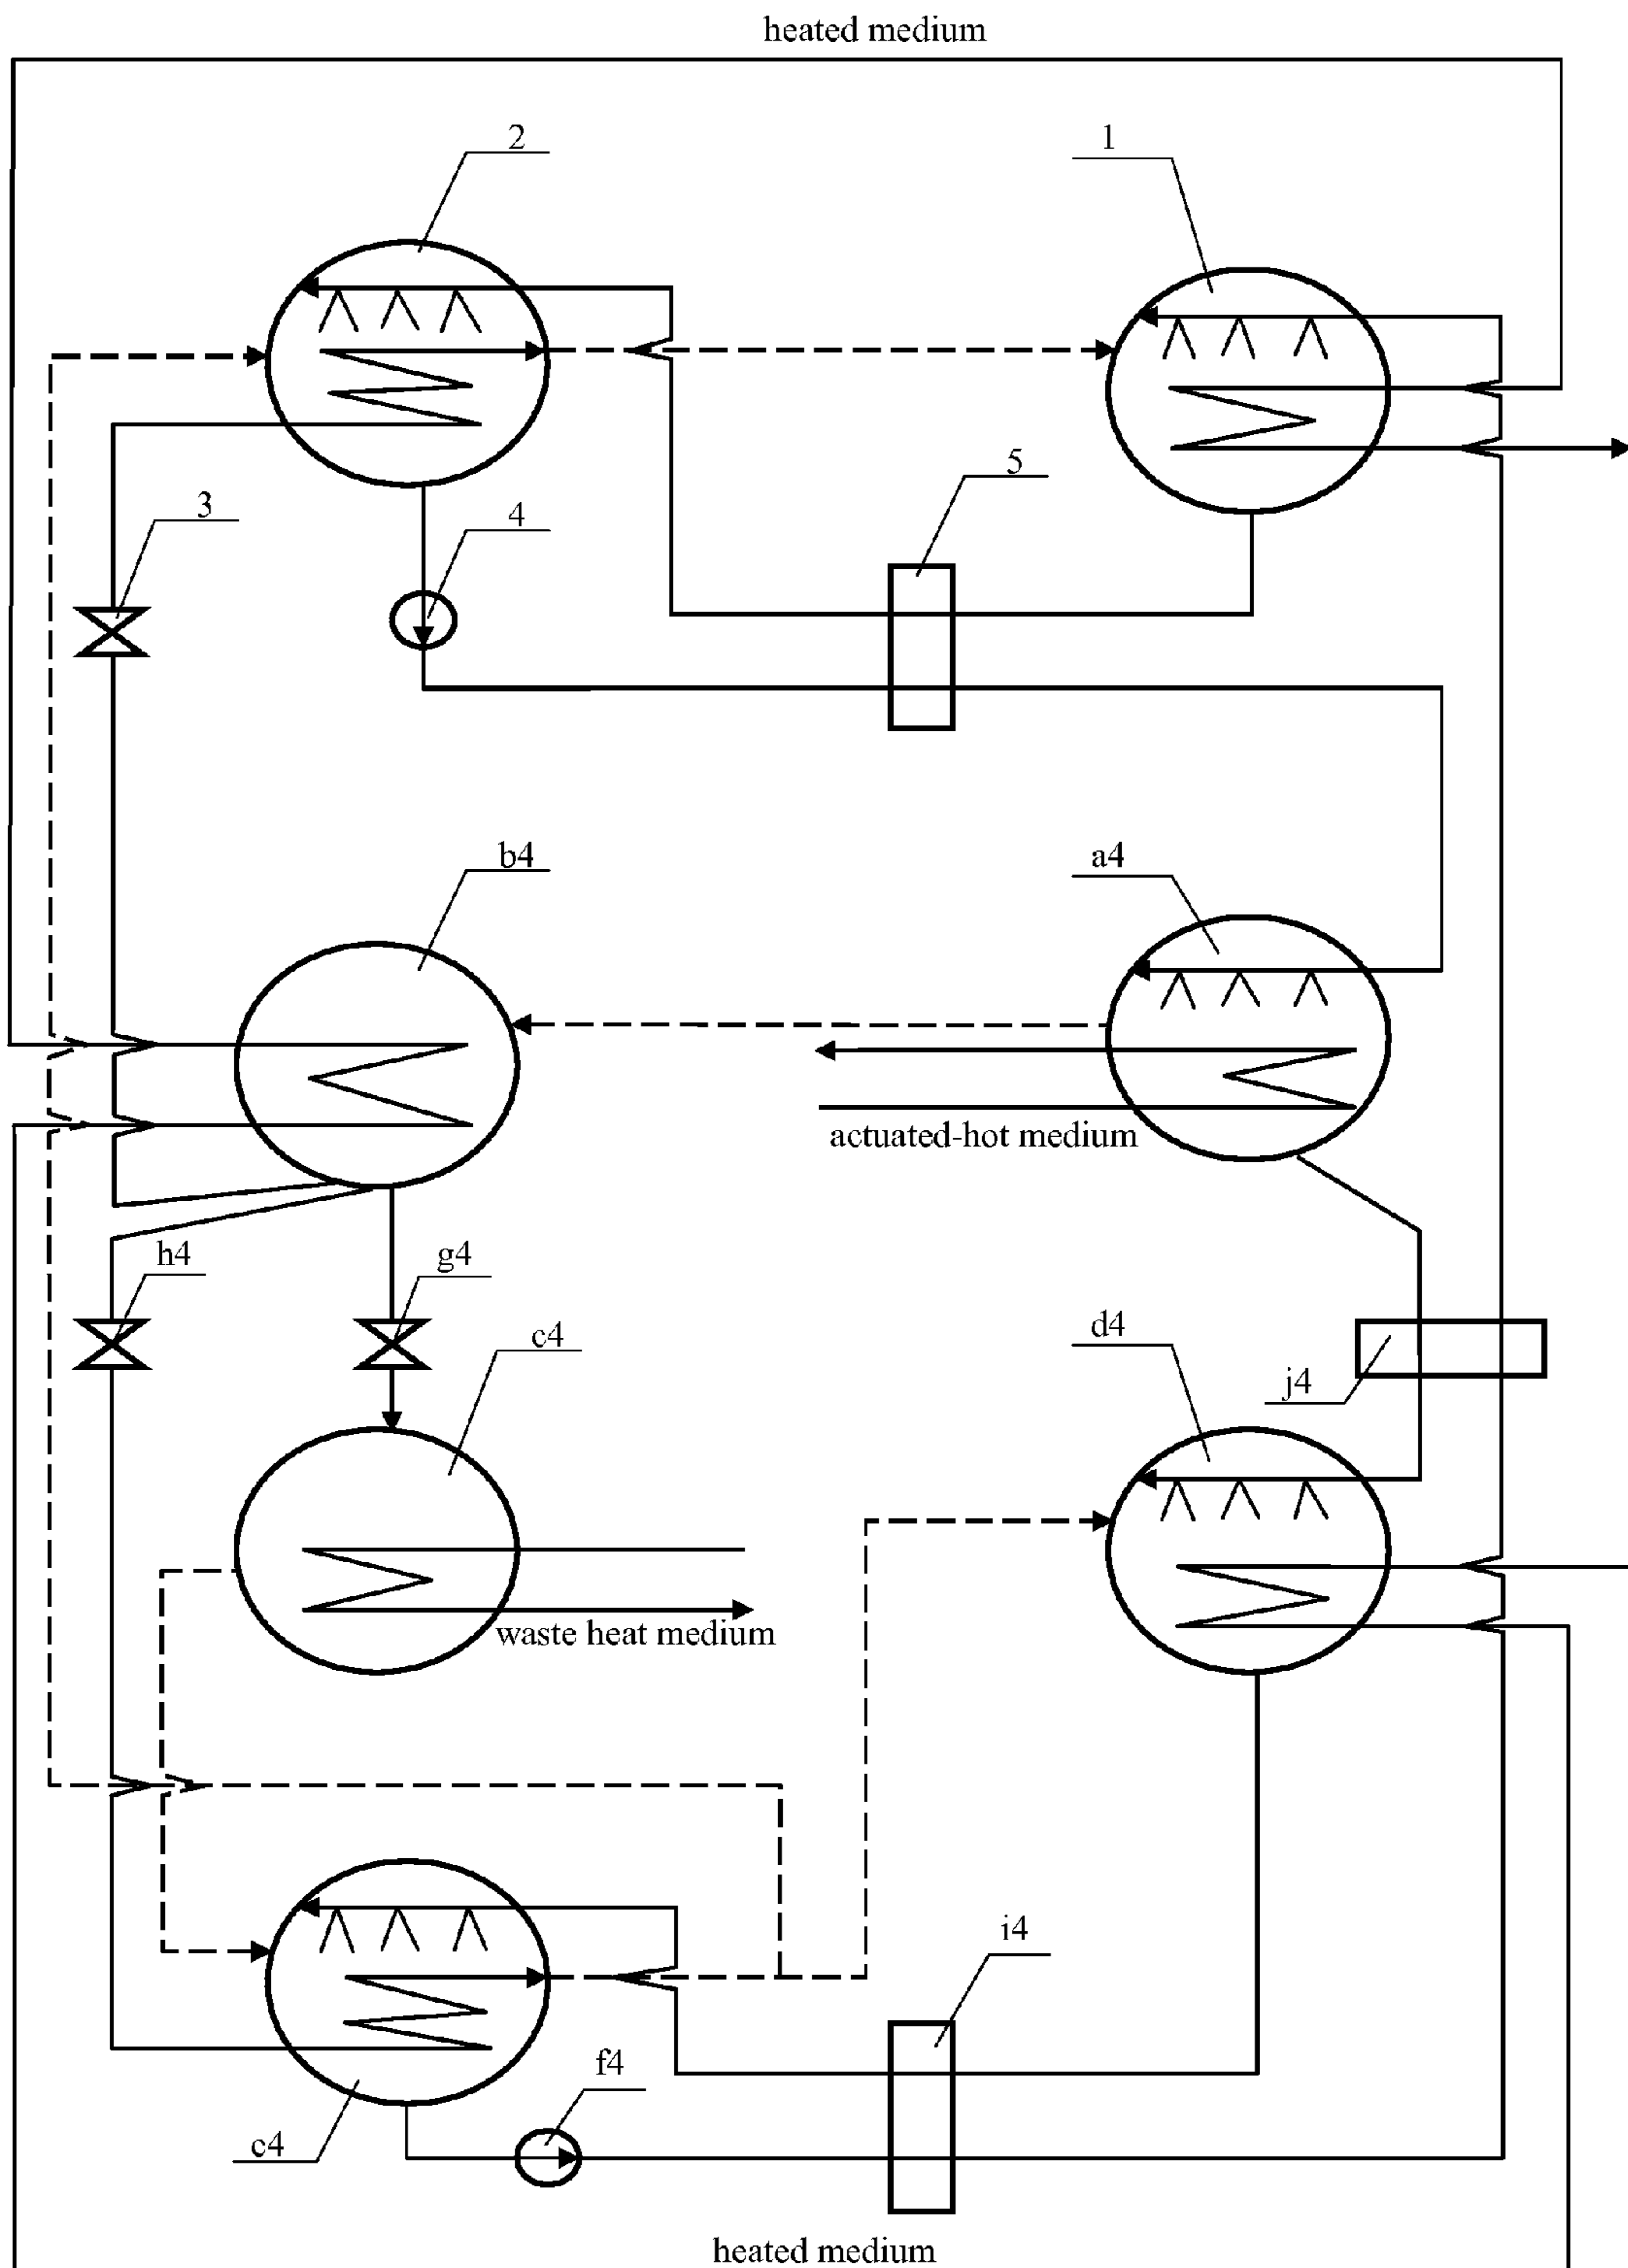 heated medium
2
1
5
3
4
b4
a4
actuated-hot medium
h4
g4
c4
d4
j4
waste heat medium
i4
f4
c4
heated medium